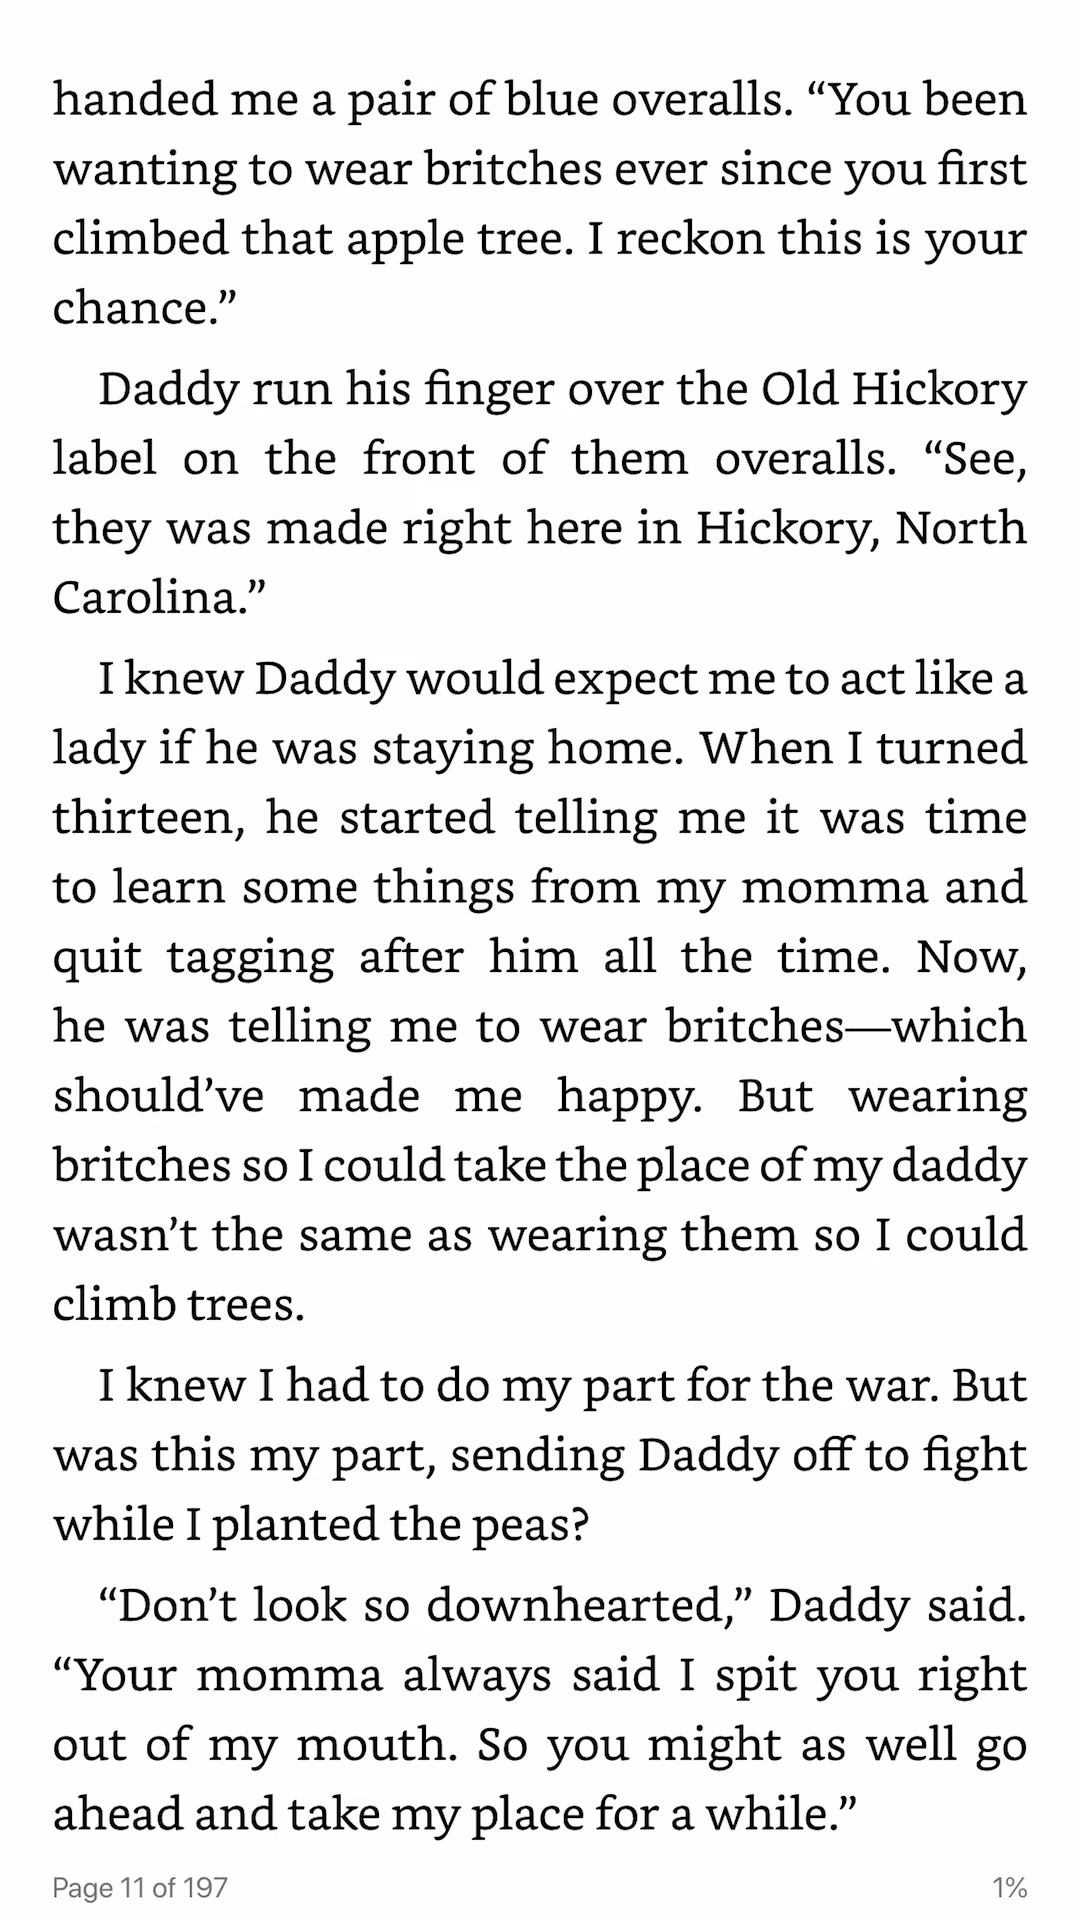 handed me a pair of blue overalls. “You been
wanting to wear britches ever since you first
climbed that apple tree. I reckon this is your
chance.”
Daddy run his finger over the Old Hickory
label on the front of them overalls. “See,
they was made right here in Hickory, North
Carolina.”
I knew Daddy would expect me to act like a
lady if he was staying home. When I turned
thirteen, he started telling me it was time
to learn some things from my momma and
quit tagging after him all the time. Now,
he was telling me to wear britches—which
should’ve made me happy. But wearing
britches so I could take the place of my daddy
wasn’t the same as wearing them so I could
climb trees.
I knew I had to do my part for the war. But
was this my part, sending Daddy off to fight
while I planted the peas?
“Don’t look so downhearted,” Daddy said.
“Your momma always said I spit you right
out of my mouth. So you might as well go
ahead and take my place for a while.”
Page 11 of 197 1%